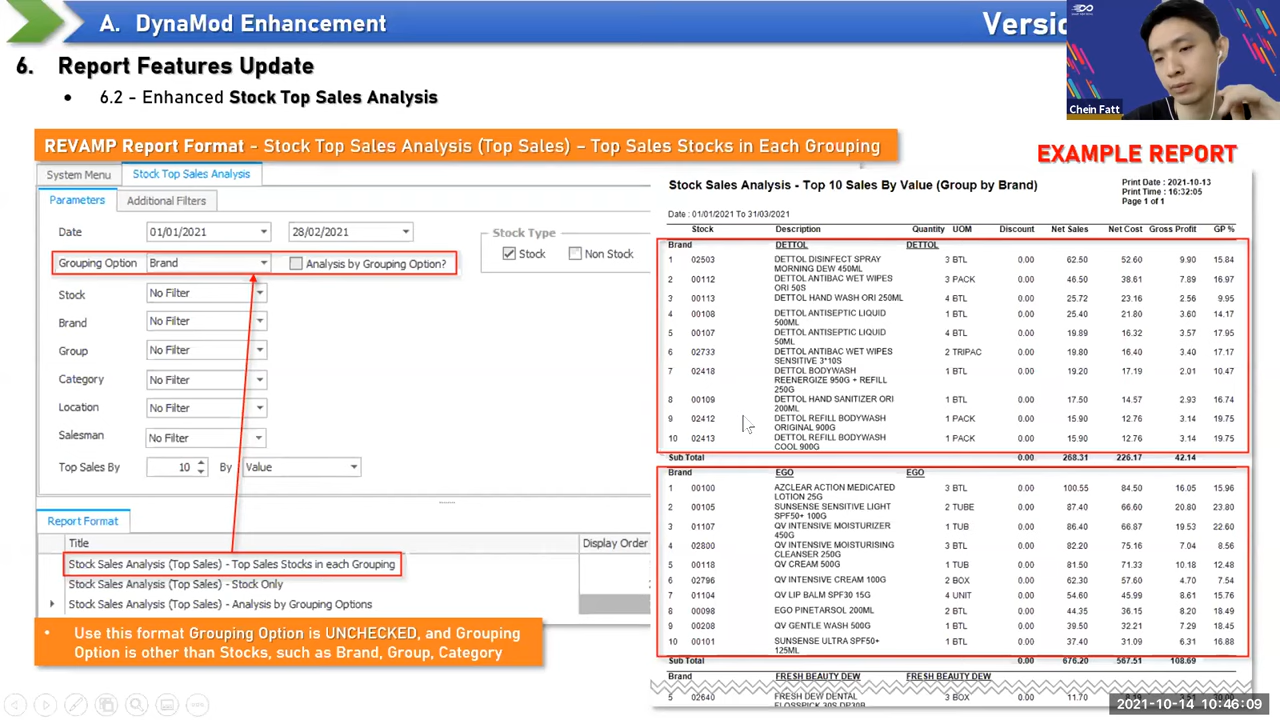 A. DynaMod Enhancement
Versio
Chein Fatt
6. Report Features Update
• 6.2 - Enhanced Stock Top Sales Analysis
REVAMP Report Format - Stock Top Sales Analysis (Top Sales) – Top Sales Stocks in Each Grouping
EXAMPLE REPORT
System Menu Stock Top Sales Analysis
Parameters Additional Filters
Date 01/01/2021 28/02/2021
Stock Type
Grouping Option Brand Analysis by Grouping Option?
Stock Non Stock
Stock No Filter
Brand No Filter
Group No Filter
Category No Filter
Location No Filter
Salesman No Filter
Top Sales By 10 By Value
Report Format
Title Display Order
Stock Sales Analysis (Top Sales) - Top Sales Stocks in each Grouping
Stock Sales Analysis (Top Sales) - Stock Only
Stock Sales Analysis (Top Sales) - Analysis by Grouping Options
• Use this format Grouping Option is UNCHECKED, and Grouping
Option is other than Stocks, such as Brand, Group, Category
Stock Sales Analysis - Top 10 Sales By Value (Group by Brand)
Print Date : 2021-10-13
Print Time : 16:32:05
Page 1 of 1
Date : 01/01/2021 To 31/03/2021
Stock Description Quantity UOM Discount Net Sales Net Cost Gross Profit GP %
Brand DETTOL DETTOL
1 02503 DETTOL DISINFECT SPRAY 3 BTL 0.00 62.50 52.60 9.90 15.84
MORNING DEW 450ML
2 00112 DETTOL ANTIBAC WET WIPES 3 PACK 0.00 46.50 38.61 7.89 16.97
ORI 50S
3 00113 DETTOL HAND WASH ORI 250ML 4 BTL 0.00 25.72 23.16 2.56 9.95
4 00108 DETTOL ANTISEPTIC LIQUID 1 BTL 0.00 25.40 21.80 3.60 14.17
500ML
5 00107 DETTOL ANTISEPTIC LIQUID 4 BTL 0.00 19.89 16.32 3.57 17.95
50ML
6 02733 DETTOL ANTIBAC WET WIPES 2 TRIPAC 0.00 19.80 16.40 3.40 17.17
SENSITIVE 3*10S
7 02418 DETTOL BODYWASH 1 BTL 0.00 19.20 17.19 2.01 10.47
REENERGIZE 950G + REFILL
250G
8 00109 DETTOL HAND SANITIZER ORI 1 BTL 0.00 17.50 14.57 2.93 16.74
200ML
9 02412 DETTOL REFILL BODYWASH 1 PACK 0.00 15.90 12.76 3.14 19.75
ORIGINAL 900G
10 02413 DETTOL REFILL BODYWASH 1 PACK 0.00 15.90 12.76 3.14 19.75
COOL 900G
Sub Total 0.00 268.31 226.17 42.14
Brand EGO EGO
1 00100 AZCLEAR ACTION MEDICATED 3 BTL 0.00 100.55 84.50 16.05 15.96
LOTION 25G
2 00105 SUNSENSE SENSITIVE LIGHT 2 TUBE 0.00 87.40 66.60 20.80 23.80
SPF50+ 100G
3 01107 QV INTENSIVE MOISTURIZER 1 TUB 0.00 86.40 66.87 19.53 22.60
450G
4 02800 QV INTENSIVE MOISTURISING 3 BTL 0.00 82.20 75.16 7.04 8.56
CLEANSER 250G
5 00118 QV CREAM 500G 1 TUB 0.00 81.50 71.33 10.18 12.48
6 02796 QV INTENSIVE CREAM 100G 2 BOX 0.00 62.30 57.60 4.70 7.54
7 01104 QV LIP BALM SPF30 15G 4 UNIT 0.00 54.60 45.99 8.61 15.76
8 00098 EGO PINETARSOL 200ML 2 BTL 0.00 44.35 36.15 8.20 18.49
9 00208 QV GENTLE WASH 500G 1 BTL 0.00 39.50 32.21 7.29 18.45
10 00101 SUNSENSE ULTRA SPF50+ 1 BTL 0.00 37.40 31.09 6.31 16.88
125ML
Sub Total 0.00 676.20 567.51 108.69
Brand FRESH BEAUTY DEW FRESH BEAUTY DEW
5 02640 FRESH DEW DENTAL 3 BOX 0.00 11.70
FLOSSPICK 30S DP30B
2021-10-14 10:46:09